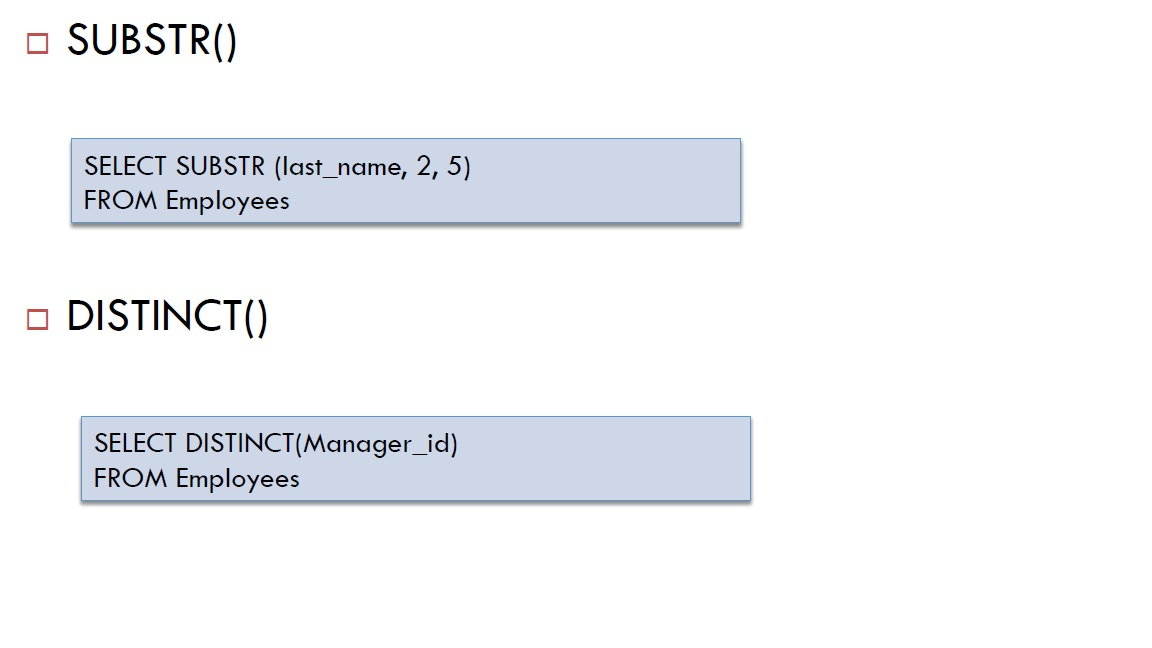 SUBSTR()
SELECT SUBSTR (last_name, 2, 5)
FROM Employees
DISTINCT()
SELECT DISTINCT(Manager_id)
FROM Employees